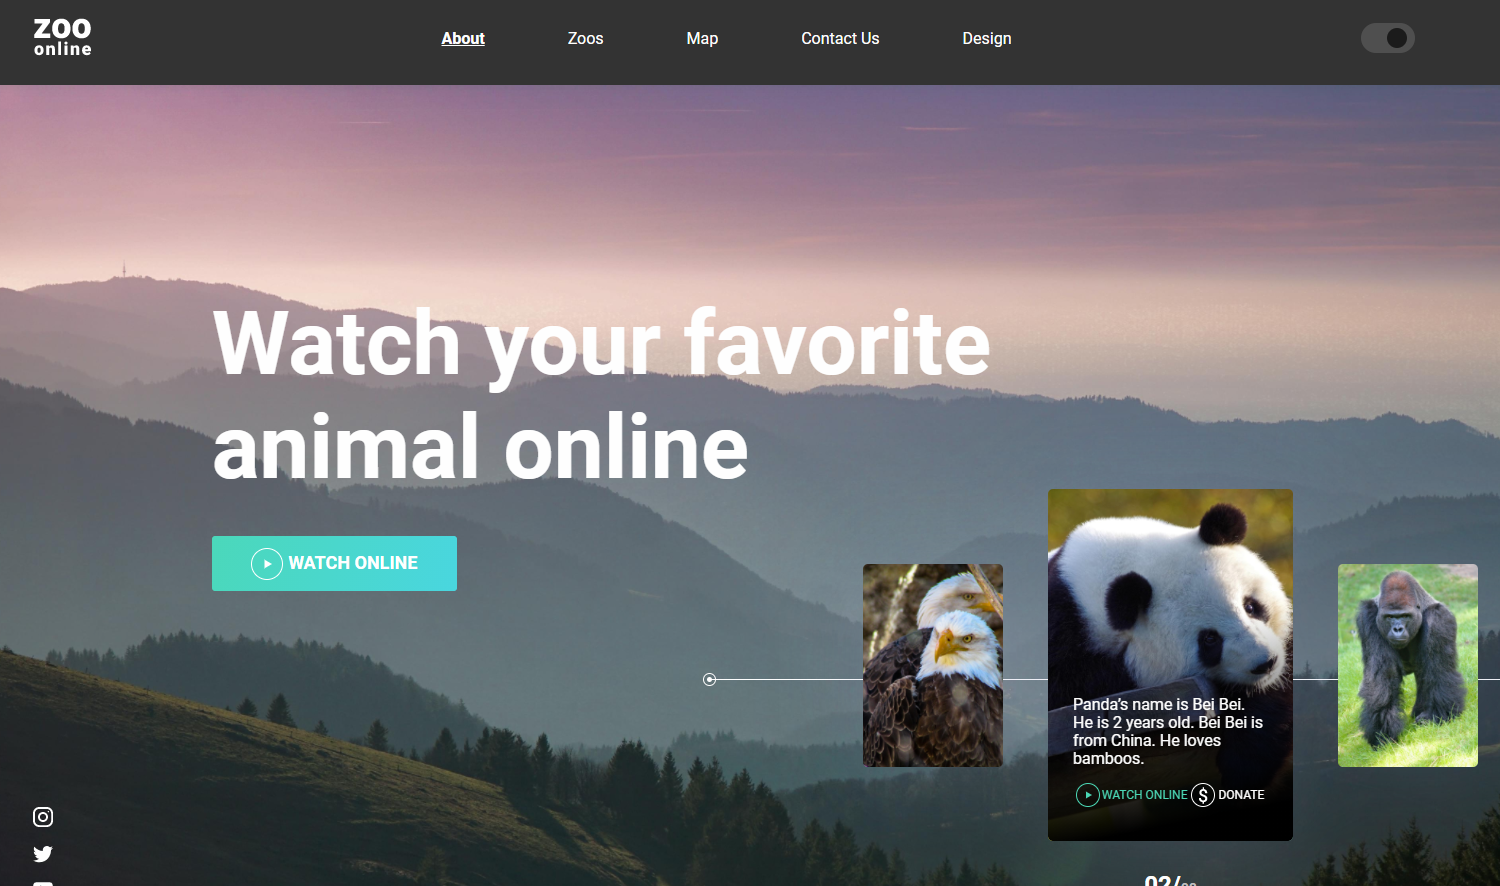 zoo
online
About
Zoos
Map
Contact Us
Design
Watch your favorite
animal online
WATCH ONLINE
Panda's name is Bei Bei.
He is 2 years old. Bei Bei is
from China. He loves
bamboos.
WATCH ONLINE
$ DONATE
02/